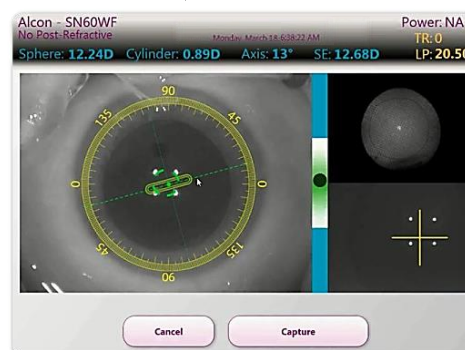 Alcon - SN60WF
Power: NA
No Post-Refractive
Monday, March 18, 6:38:22 AM
TR: 0
Sphere: 12.24D Cylinder: 0.89D Axis: 13° SE: 12.68D
LP: 20.50
90
135
45
0
0
45
135
90
Cancel
Capture